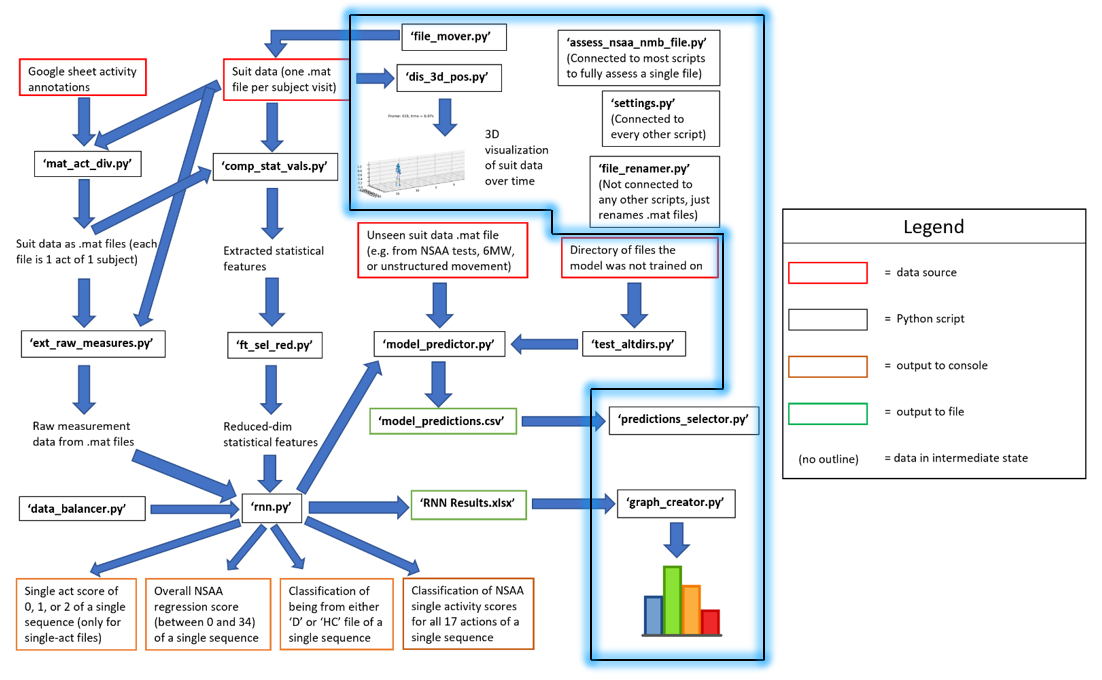 'file_mover.py'
'assess_nsaa_nmb_file.py'
(Connected to most scripts
to fully assess a single file)
Google sheet activity
annotations
Suit data (one .mat
file per subject visit)
'dis_3d_pos.py'
'settings.py'
(Connected to
every other script)
3D
visualization
of suit data
over time
'mat_act_div.py'
'comp_stat_vals.py'
'file_renamer.py'
(Not connected to
any other scripts, just
renames .mat files)
Suit data as .mat files (each
file is 1 act of 1 subject)
Extracted statistical
features
Unseen suit data .mat file
(e.g. from NSAA tests, 6MW,
or unstructured movement)
Directory of files the
model was not trained on
'ext_raw_measures.py'
'ft_sel_red.py'
'model_predictor.py'
'test_altdirs.py'
Raw measurement
data from .mat files
Reduced-dim
statistical features
'model_predictions.csv'
'predictions_selector.py'
'data_balancer.py'
'rnn.py'
'RNN Results.xlsx'
'graph_creator.py'
Single act score of
0, 1, or 2 of a single
sequence (only for
single-act files)
Overall NSAA
regression score
(between 0 and 34)
of a single sequence
Classification of
being from either
'D' or 'HC' file of a
single sequence
Classification of NSAA
single activity scores
for all 17 actions of a
single sequence
Legend
= data source
= Python script
= output to console
= output to file
(no outline) = data in intermediate state